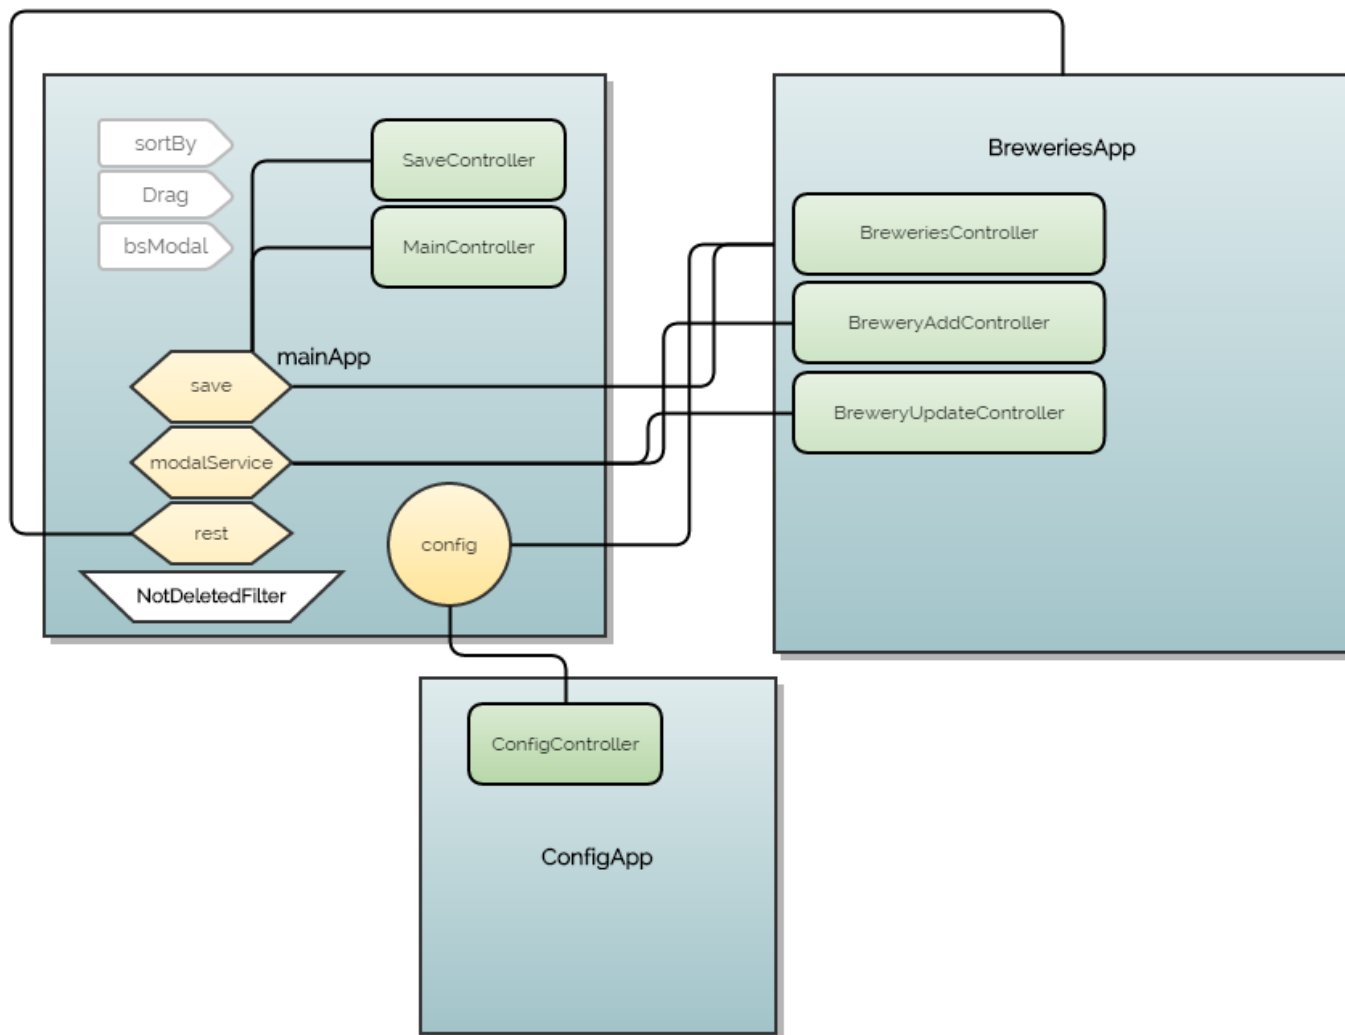 sortBy
Drag
bsModal
SaveController
MainController
mainApp
save
modalService
rest
NotDeletedFilter
config
BreweriesApp
BreweriesController
BreweryAddController
BreweryUpdateController
ConfigController
ConfigApp